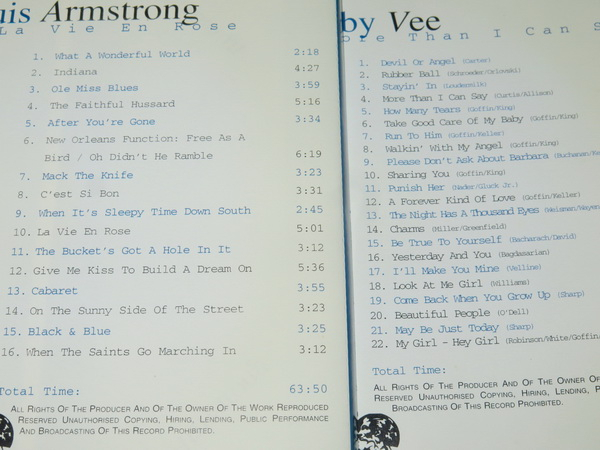 uis Armstrong
La Vie En Rose
1. What A Wonderful World 2:18
2. Indiana 4:27
3. Ole Miss Blues 3:59
4. The Faithful Hussard 5:16
5. After You're Gone 3:34
6. New Orleans Function: Free As A
Bird / Oh Didn't He Ramble 6:19
7. Mack The Knife 3:23
8. C'est Si Bon 3:31
9. When It's Sleepy Time Down South 2:45
10. La Vie En Rose 5:01
11. The Bucket's Got A Hole In It 3:12
12. Give Me Kiss To Build A Dream On 5:36
13. Cabaret 3:55
14. On The Sunny Side Of The Street 3:23
15. Black & Blue 3:25
16. When The Saints Go Marching In 3:12
Total Time: 63:50
All Rights Of The Producer And Of The Owner Of The Work Reproduced
Reserved Unauthorised Copying, Hiring, Lending, Public Performance
And Broadcasting Of This Record Prohibited.
by Vee
ore Than I Can S
1. Devil Or Angel (Carter)
2. Rubber Ball (Schroeder/Orlovski)
3. Stayin' In (Loudermilk)
4. More Than I Can Say (Curtis/Allison)
5. How Many Tears (Goffin/King)
6. Take Good Care Of My Baby (Goffin/King)
7. Run To Him (Goffin/Keller)
8. Walkin' With My Angel (Goffin/King)
9. Please Don't Ask About Barbara (Buchanan/Ke
10. Sharing You (Goffin/King)
11. Punish Her (Nader/Gluck Jr.)
12. A Forever Kind Of Love (Goffin/Keller)
13. The Night Has A Thousand Eyes (Weisman/Wayne
14. Charms (Miller/Greenfield)
15. Be True To Yourself (Bacharach/David)
16. Yesterday And You (Bagdasarian)
17. I'll Make You Mine (Velline)
18. Look At Me Girl (Williams)
19. Come Back When You Grow Up (Sharp)
20. Beautiful People (O'Dell)
21. May Be Just Today (Sharp)
22. My Girl - Hey Girl (Robinson/White/Goffin/
Total Time:
All Rights Of The Producer And Of The Owner Of
Reserved Unauthorised Copying, Hiring, Lending, P
Broadcasting Of This Record Prohibited.